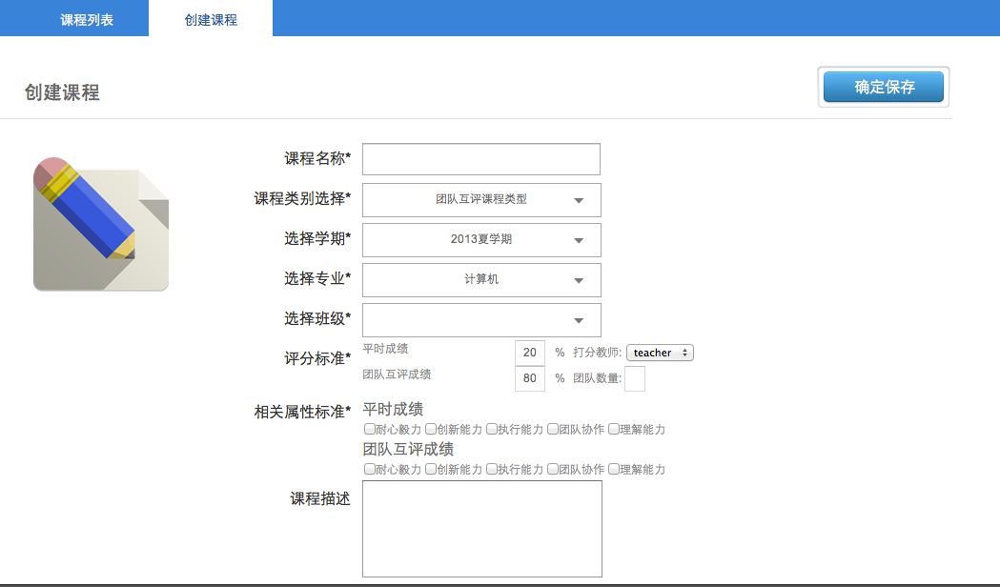 课程列表 创建课程
创建课程 确定保存
课程名称*
课程类别选择* 团队互评课程类型
选择学期* 2013夏学期
选择专业* 计算机
选择班级*
评分标准* 平时成绩 20 % 打分教师: teacher
团队互评成绩 80 % 团队数量:
相关属性标准* 平时成绩
耐心毅力 创新能力 执行能力 团队协作 理解能力
团队互评成绩
耐心毅力 创新能力 执行能力 团队协作 理解能力
课程描述